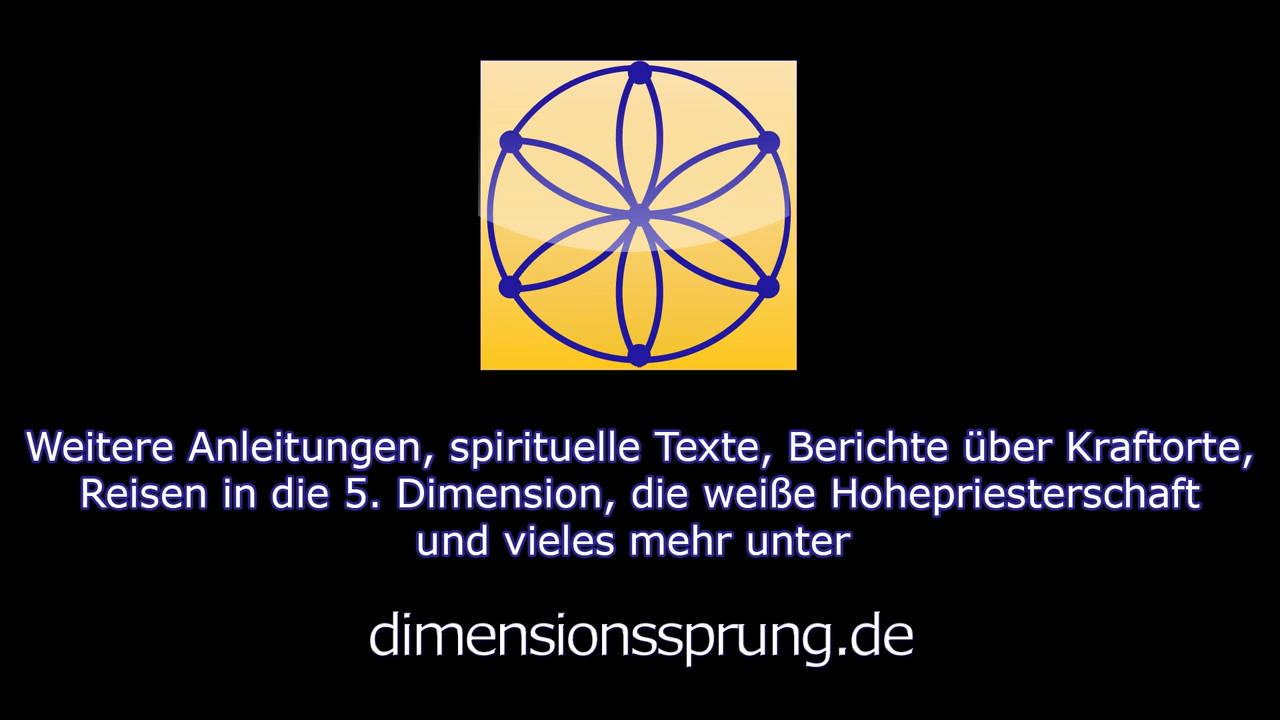 Weitere Anleitungen, spirituelle Texte, Berichte über Kraftorte,
Reisen in die 5. Dimension, die weiße Hohepriesterschaft
und vieles mehr unter
dimensionssprung.de